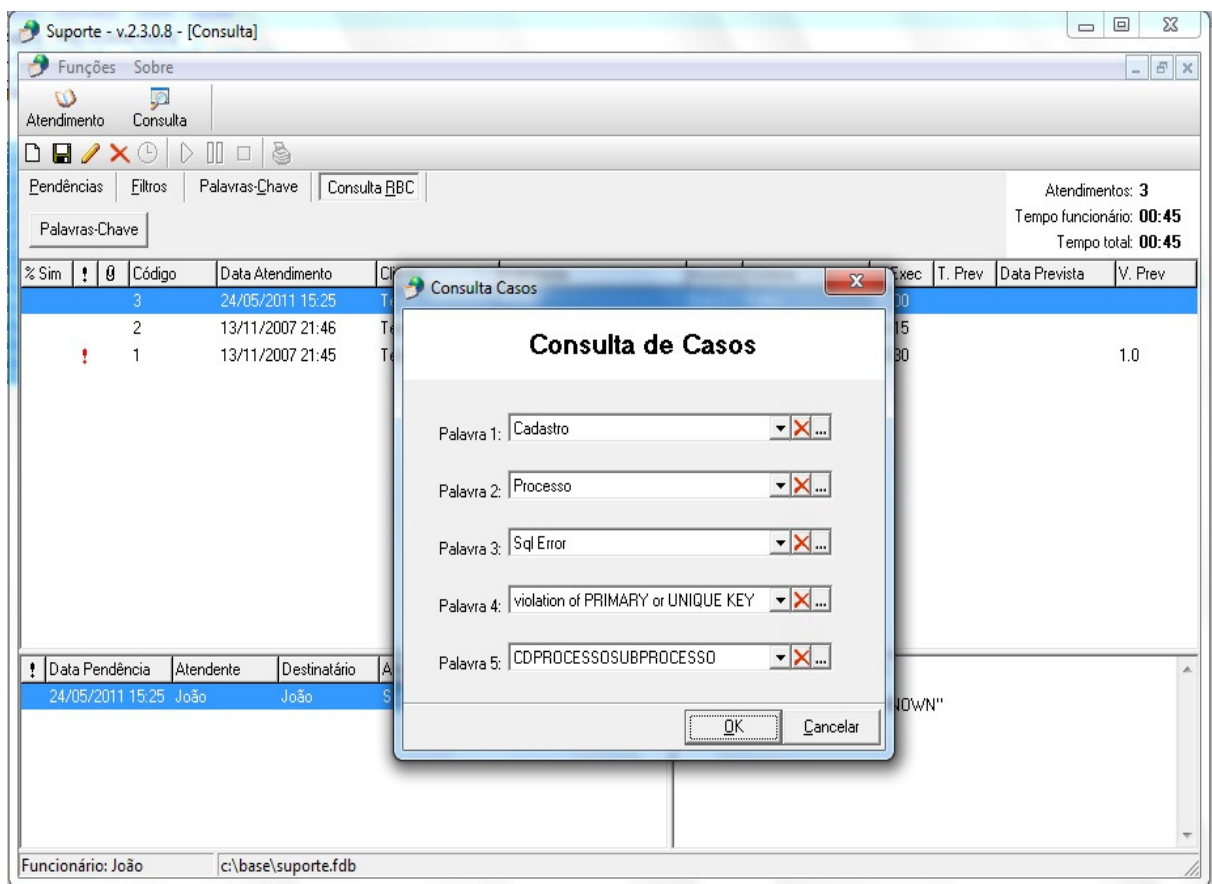 Suporte - v.2.3.0.8 - [Consulta]
Funções Sobre
Atendimento Consulta
Pendências Filtros Palavras-Chave Consulta RBC
Palavras-Chave
Atendimentos: 3
Tempo funcionário: 00:45
Tempo total: 00:45
% Sim ! Código Data Atendimento Exec T. Prev Data Prevista V. Prev
3 24/05/2011 15:25
2 13/11/2007 21:46 15
! 1 13/11/2007 21:45 30 1.0
Consulta Casos
Consulta de Casos
Palavra 1: Cadastro ...
Palavra 2: Processo ...
Palavra 3: Sql Error ...
Palavra 4: violation of PRIMARY or UNIQUE KEY ...
Palavra 5: CDPROCESSOSUBPROCESSO ...
OK Cancelar
! Data Pendência Atendente Destinatário
24/05/2011 15:25 João João
NOWN"
Funcionário: João c:\base\suporte.fdb